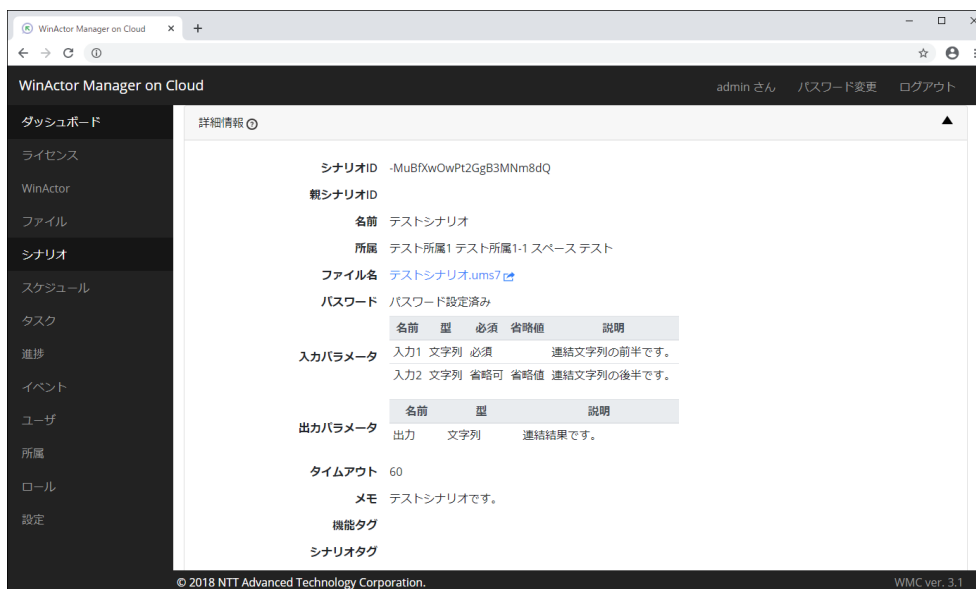 WinActor Manager on Cloud
WinActor Manager on Cloud
admin さん パスワード変更 ログアウト
ダッシュボード
ライセンス
WinActor
ファイル
シナリオ
スケジュール
タスク
進捗
イベント
ユーザ
所属
ロール
設定
詳細情報
シナリオID -MuBfXwOwPt2GgB3MNm8dQ
親シナリオID
名前 テストシナリオ
所属 テスト所属1 テスト所属1-1 スペース テスト
ファイル名 テストシナリオ.ums7
パスワード パスワード設定済み
入力パラメータ
名前 型 必須 省略値 説明
入力1 文字列 必須 連結文字列の前半です。
入力2 文字列 省略可 省略値 連結文字列の後半です。
出力パラメータ
名前 型 説明
出力 文字列 連結結果です。
タイムアウト 60
メモ テストシナリオです。
機能タグ
シナリオタグ
© 2018 NTT Advanced Technology Corporation.
WMC ver. 3.1